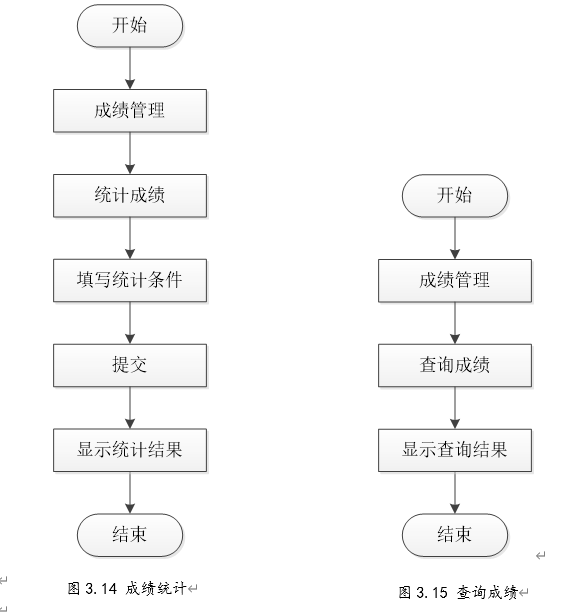 开始
成绩管理
统计成绩
填写统计条件
提交
显示统计结果
结束
图 3.14 成绩统计
开始
成绩管理
查询成绩
显示查询结果
结束
图 3.15 查询成绩